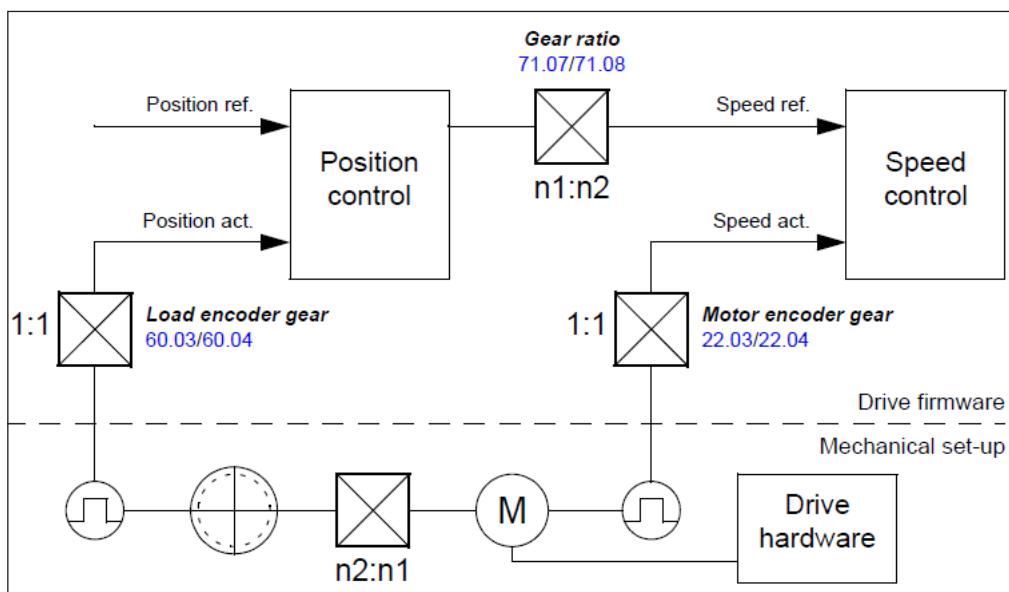 Gear ratio
71.07/71.08
Position ref.
Speed ref.
Position
control
n1:n2
Speed
control
Position act.
Speed act.
1:1
Load encoder gear
60.03/60.04
1:1
Motor encoder gear
22.03/22.04
Drive firmware
Mechanical set-up
M
Drive
hardware
n2:n1